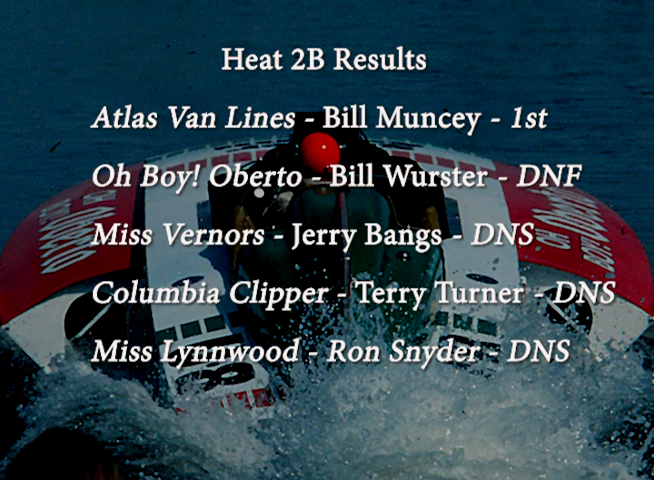 Heat 2B Results
Atlas Van Lines - Bill Muncey - 1st
Oh Boy! Oberto - Bill Wurster - DNF
Miss Vernors - Jerry Bangs - DNS
Columbia Clipper - Terry Turner - DNS
Miss Lynnwood - Ron Snyder - DNS